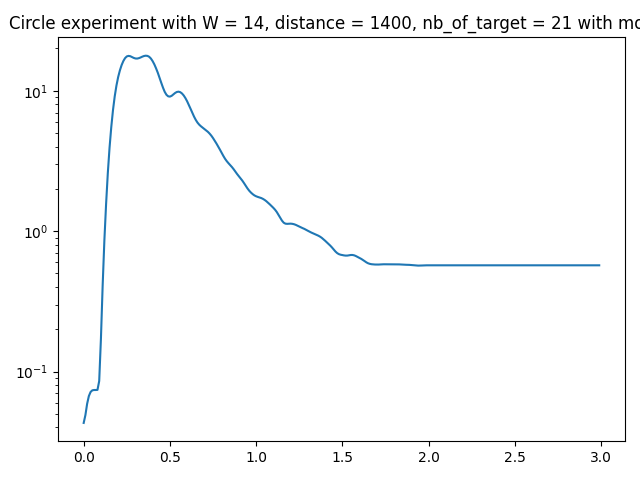 Circle experiment with W = 14, distance = 1400, nb_of_target = 21 with
10¹
10⁰
10⁻¹
0.0 0.5 1.0 1.5 2.0 2.5 3.0